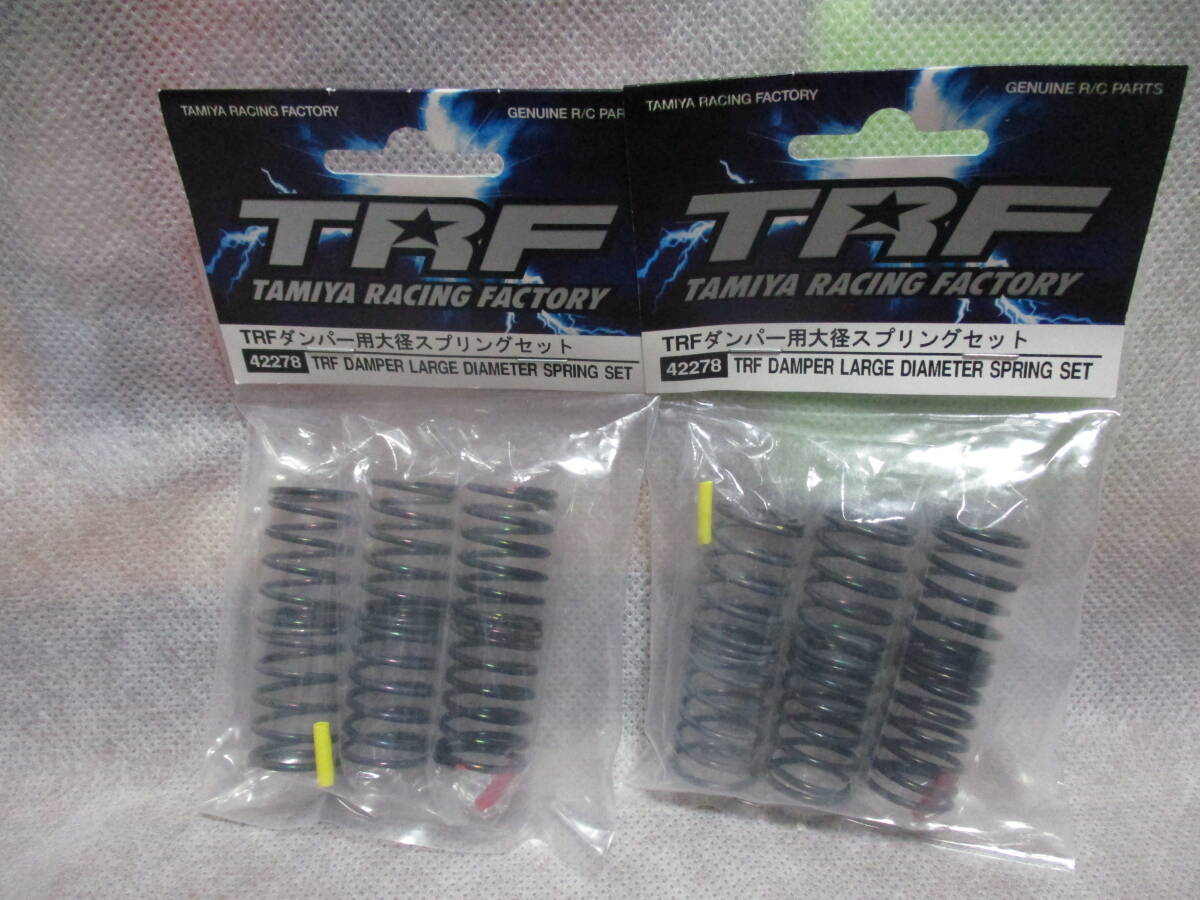 TAMIYA RACING FACTORY
GENUINE R/C PAR
TRF
TAMIYA RACING FACTORY
TRFダンパー用大径スプリングセット
42278 TRF DAMPER LARGE DIAMETER SPRING SET
TAMIYA RACING FACTORY
GENUINE R/C PARTS
TRF
TAMIYA RACING FACTORY
TRFダンパー用大径スプリングセット
42278 TRF DAMPER LARGE DIAMETER SPRING SET